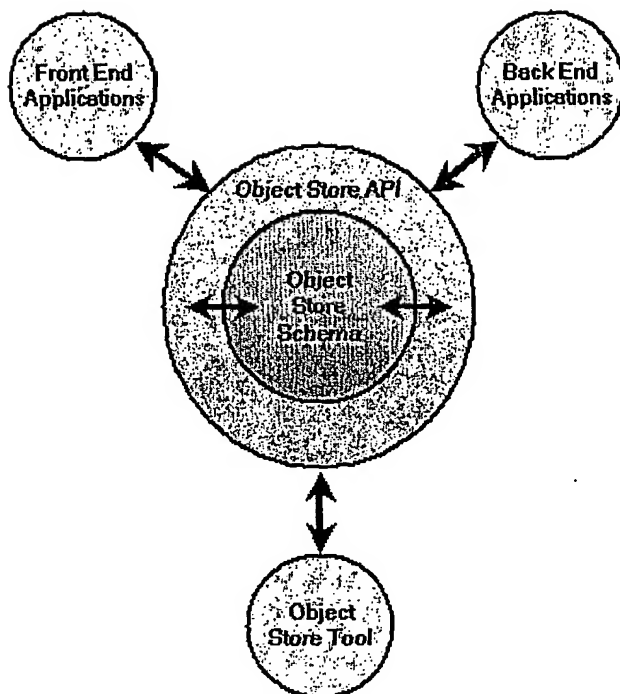 Front End
Applications
Back End
Applications
Object Store API
Object
Store
Schema
Object
Store Tool